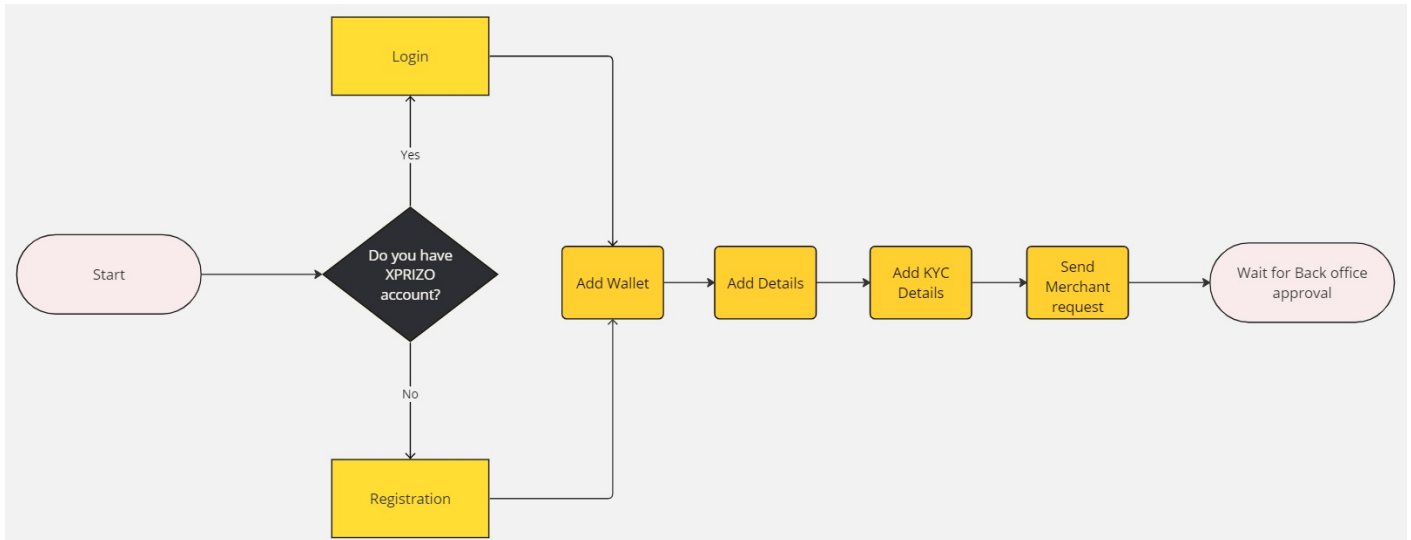 Login
Yes
Start
Do you have
XPRIZO
account?
Add Wallet
Add Details
Add KYC
Details
Send
Merchant
request
Wait for Back office
approval
No
Registration